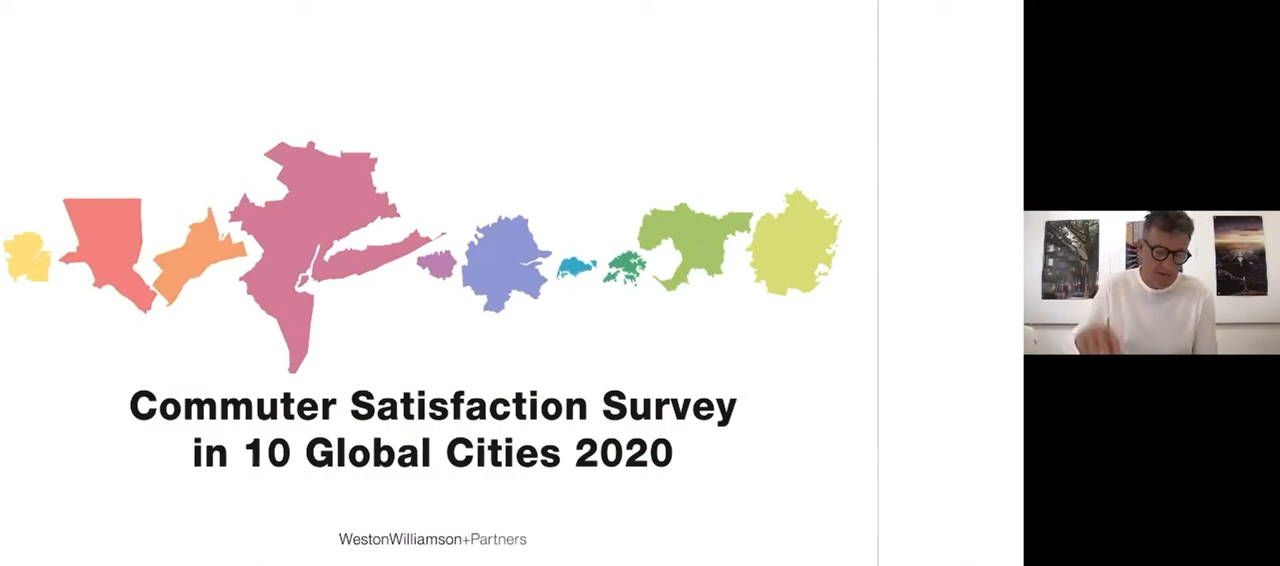 Commuter Satisfaction Survey
in 10 Global Cities 2020
WestonWilliamson+Partners